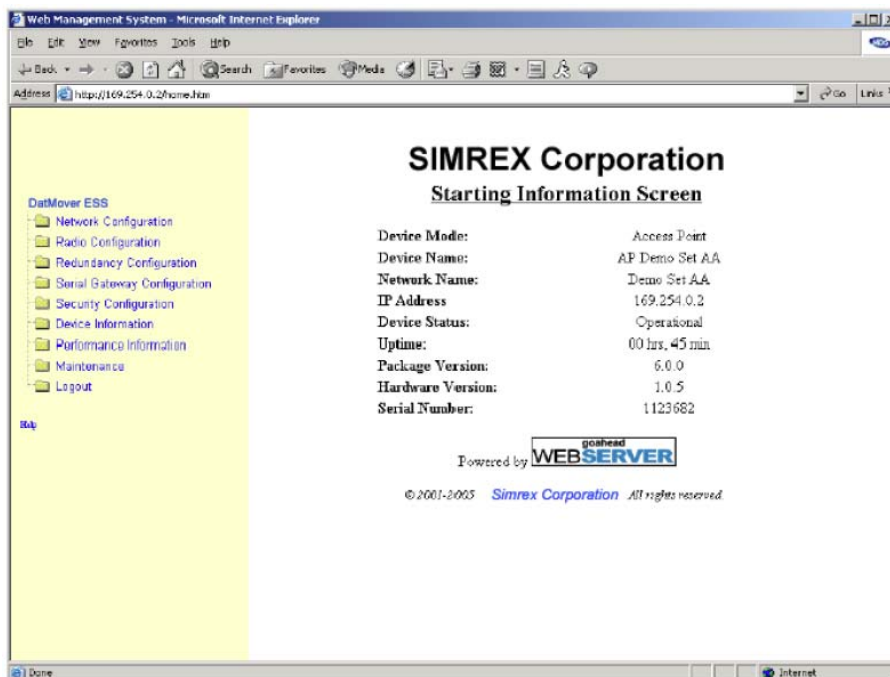 Web Management System - Microsoft Internet Explorer
File Edit View Favorites Tools Help
Back Search Favorites Media
Address http://169.254.0.2/home.htm Go Links
SIMREX Corporation
Starting Information Screen
DatMover ESS
Network Configuration
Radio Configuration
Redundancy Configuration
Serial Gateway Configuration
Security Configuration
Device Information
Performance Information
Maintenance
Logout
Help
Device Mode: Access Point
Device Name: AP Demo Set AA
Network Name: Demo Set AA
IP Address 169.254.0.2
Device Status: Operational
Uptime: 00 hrs, 45 min
Package Version: 6.0.0
Hardware Version: 1.0.5
Serial Number: 1123682
Powered by goahead WEBSERVER
© 2001-2005 Simrex Corporation All rights reserved.
Done Internet